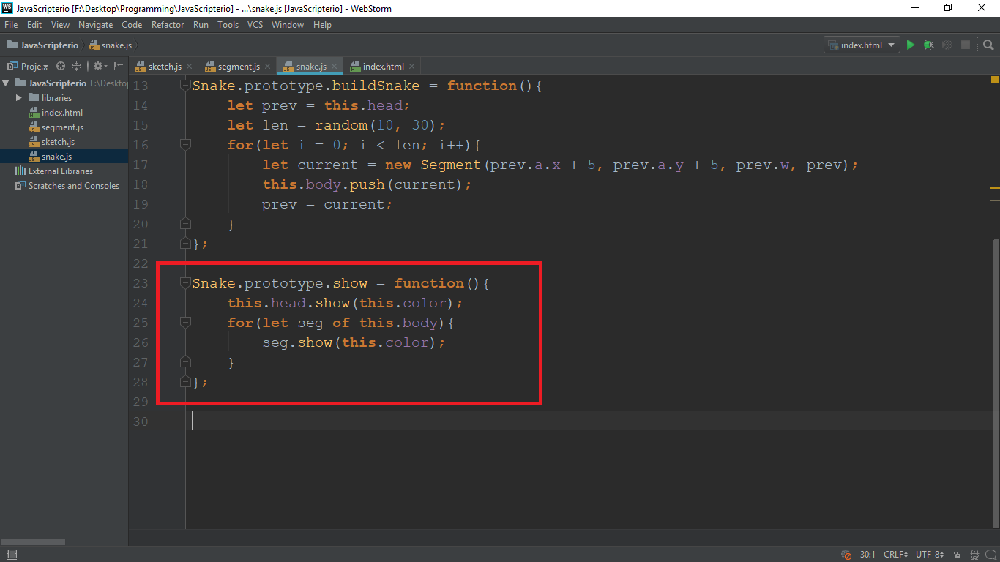 JavaScripterio [F:\Desktop\Programming\JavaScripterio] - ...\snake.js [JavaScripterio] - WebStorm
File Edit View Navigate Code Refactor Run Tools VCS Window Help
JavaScripterio snake.js index.html
Proje... sketch.js segment.js snake.js index.html
JavaScripterio F:\Deskto
libraries
index.html
segment.js
sketch.js
snake.js
External Libraries
Scratches and Consoles
13 Snake.prototype.buildSnake = function(){
14     let prev = this.head;
15     let len = random(10, 30);
16     for(let i = 0; i < len; i++){
17         let current = new Segment(prev.a.x + 5, prev.a.y + 5, prev.w, prev);
18         this.body.push(current);
19         prev = current;
20     }
21 };
22
23 Snake.prototype.show = function(){
24     this.head.show(this.color);
25     for(let seg of this.body){
26         seg.show(this.color);
27     }
28 };
29
30
30:1 CRLF UTF-8